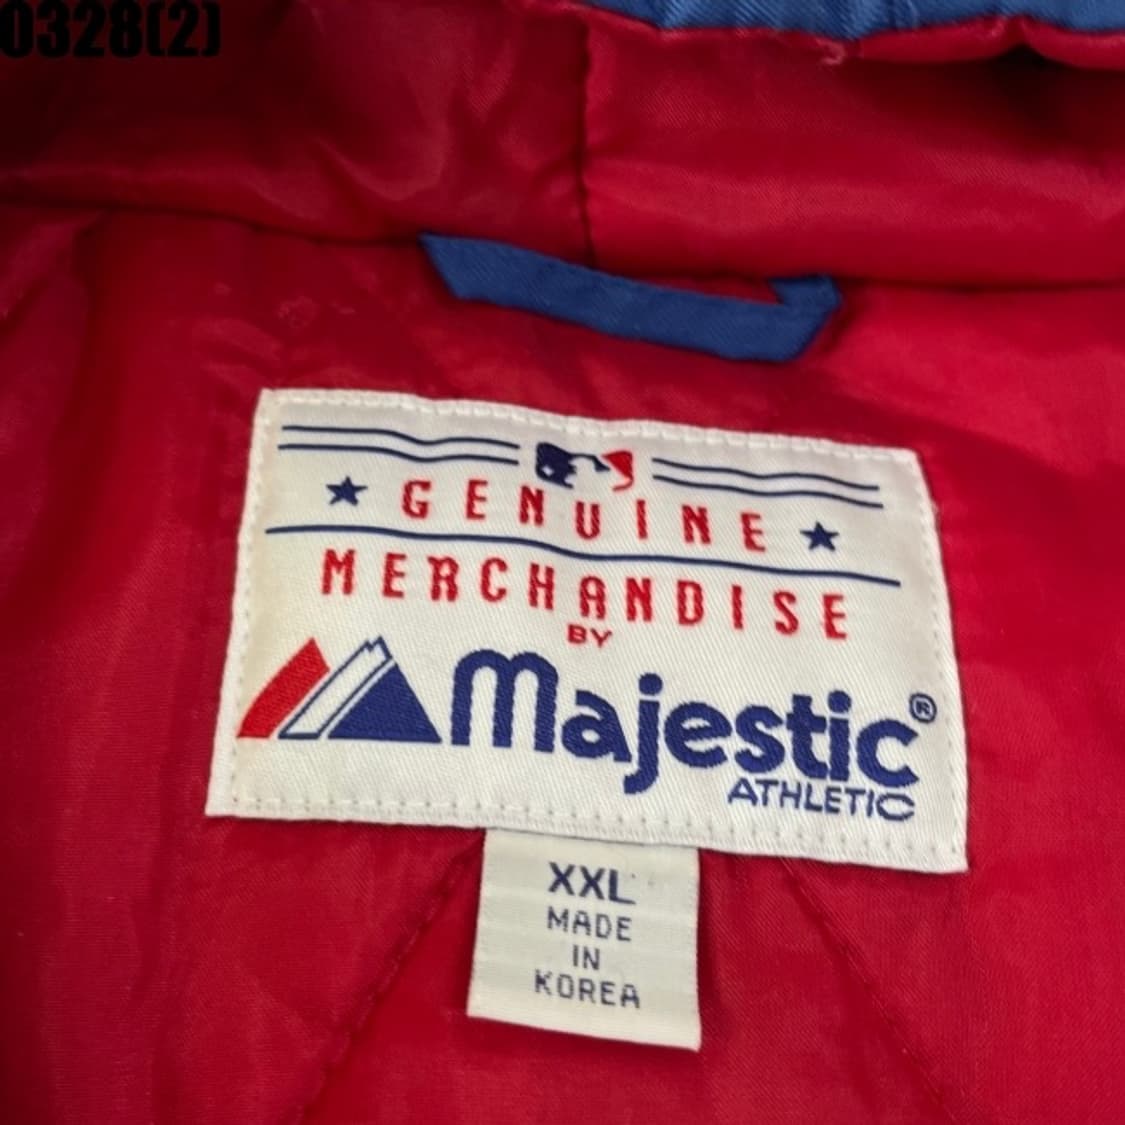 0328(2)
GENUINE
MERCHANDISE
BY
Majestic®
ATHLETIC
XXL
MADE
IN
KOREA